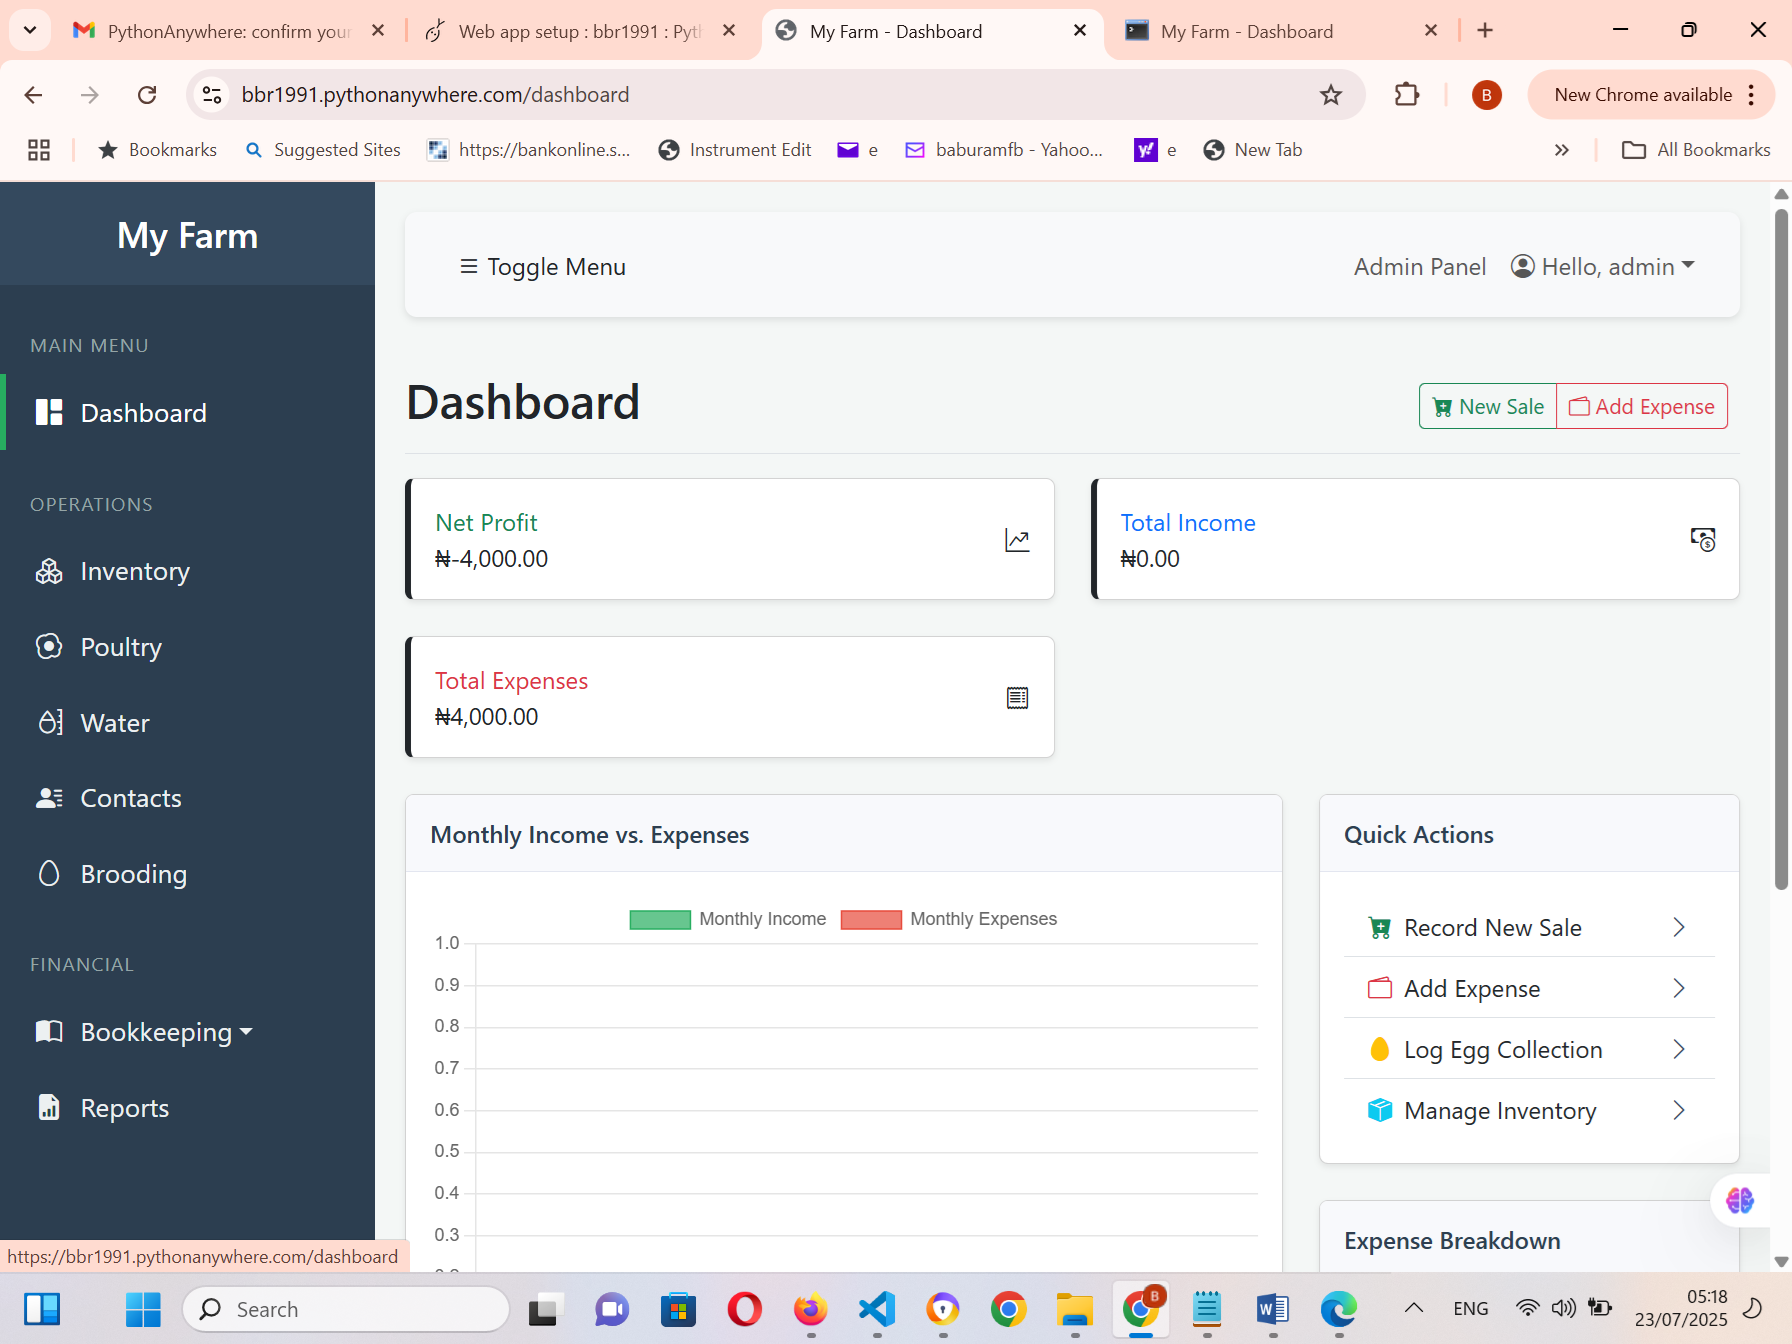 PythonAnywhere: confirm your
Web app setup : bbr1991 : Pyth
My Farm - Dashboard
My Farm - Dashboard
bbr1991.pythonanywhere.com/dashboard
B
New Chrome available
Bookmarks
Suggested Sites
https://bankonline.s...
Instrument Edit
e
baburamfb - Yahoo...
e
New Tab
All Bookmarks
My Farm
MAIN MENU
Dashboard
OPERATIONS
Inventory
Poultry
Water
Contacts
Brooding
FINANCIAL
Bookkeeping
Reports
https://bbr1991.pythonanywhere.com/dashboard
Toggle Menu
Admin Panel
Hello, admin
Dashboard
New Sale
Add Expense
Net Profit
₦-4,000.00
Total Income
₦0.00
Total Expenses
₦4,000.00
Monthly Income vs. Expenses
Monthly Income
Monthly Expenses
1.0
0.9
0.8
0.7
0.6
0.5
0.4
0.3
Quick Actions
Record New Sale
Add Expense
Log Egg Collection
Manage Inventory
Expense Breakdown
Search
B
ENG
05:18
23/07/2025